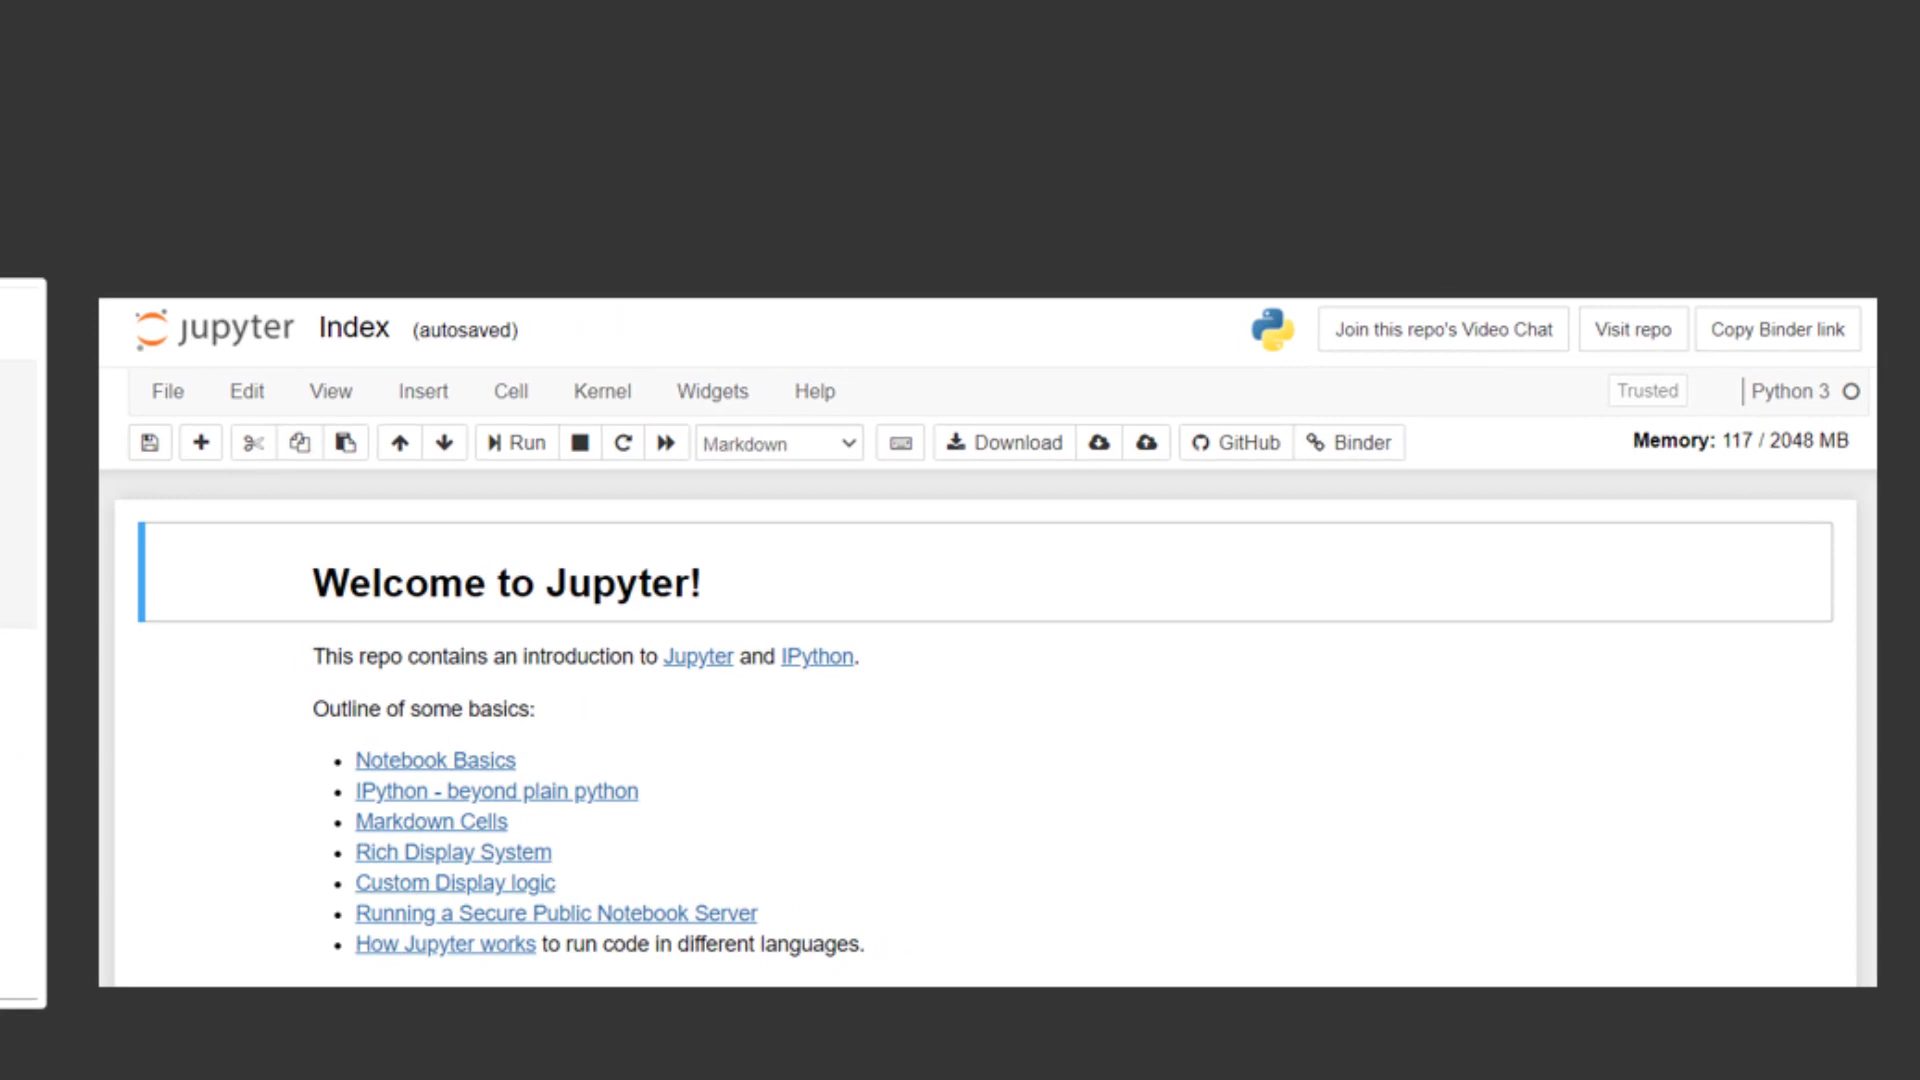 jupyter Index (autosaved) Join this repo's Video Chat Visit repo Copy Binder link
File Edit View Insert Cell Kernel Widgets Help Trusted Python 3
Run Markdown Download GitHub Binder Memory: 117 / 2048 MB
Welcome to Jupyter!
This repo contains an introduction to Jupyter and IPython.
Outline of some basics:
Notebook Basics
IPython - beyond plain python
Markdown Cells
Rich Display System
Custom Display logic
Running a Secure Public Notebook Server
How Jupyter works to run code in different languages.